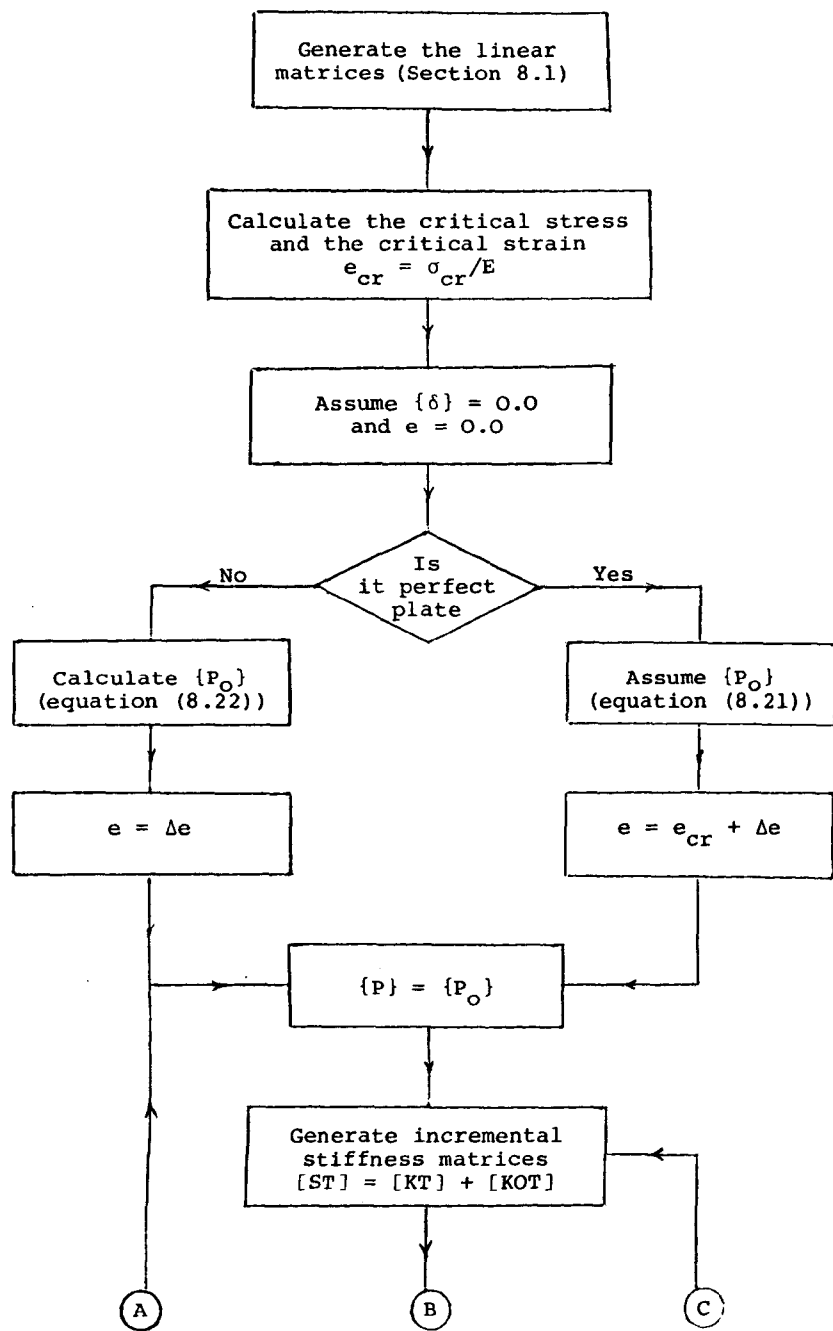 Generate the linear
matrices (Section 8.1)
Calculate the critical stress
and the critical strain
e_cr = σ_cr/E
Assume {δ} = 0.0
and e = 0.0
Is
it perfect
plate
No
Yes
Calculate {P_O}
(equation (8.22))
Assume {P_O}
(equation (8.21))
e = Δe
e = e_cr + Δe
{P} = {P_O}
Generate incremental
stiffness matrices
[ST] = [KT] + [KOT]
A
B
C